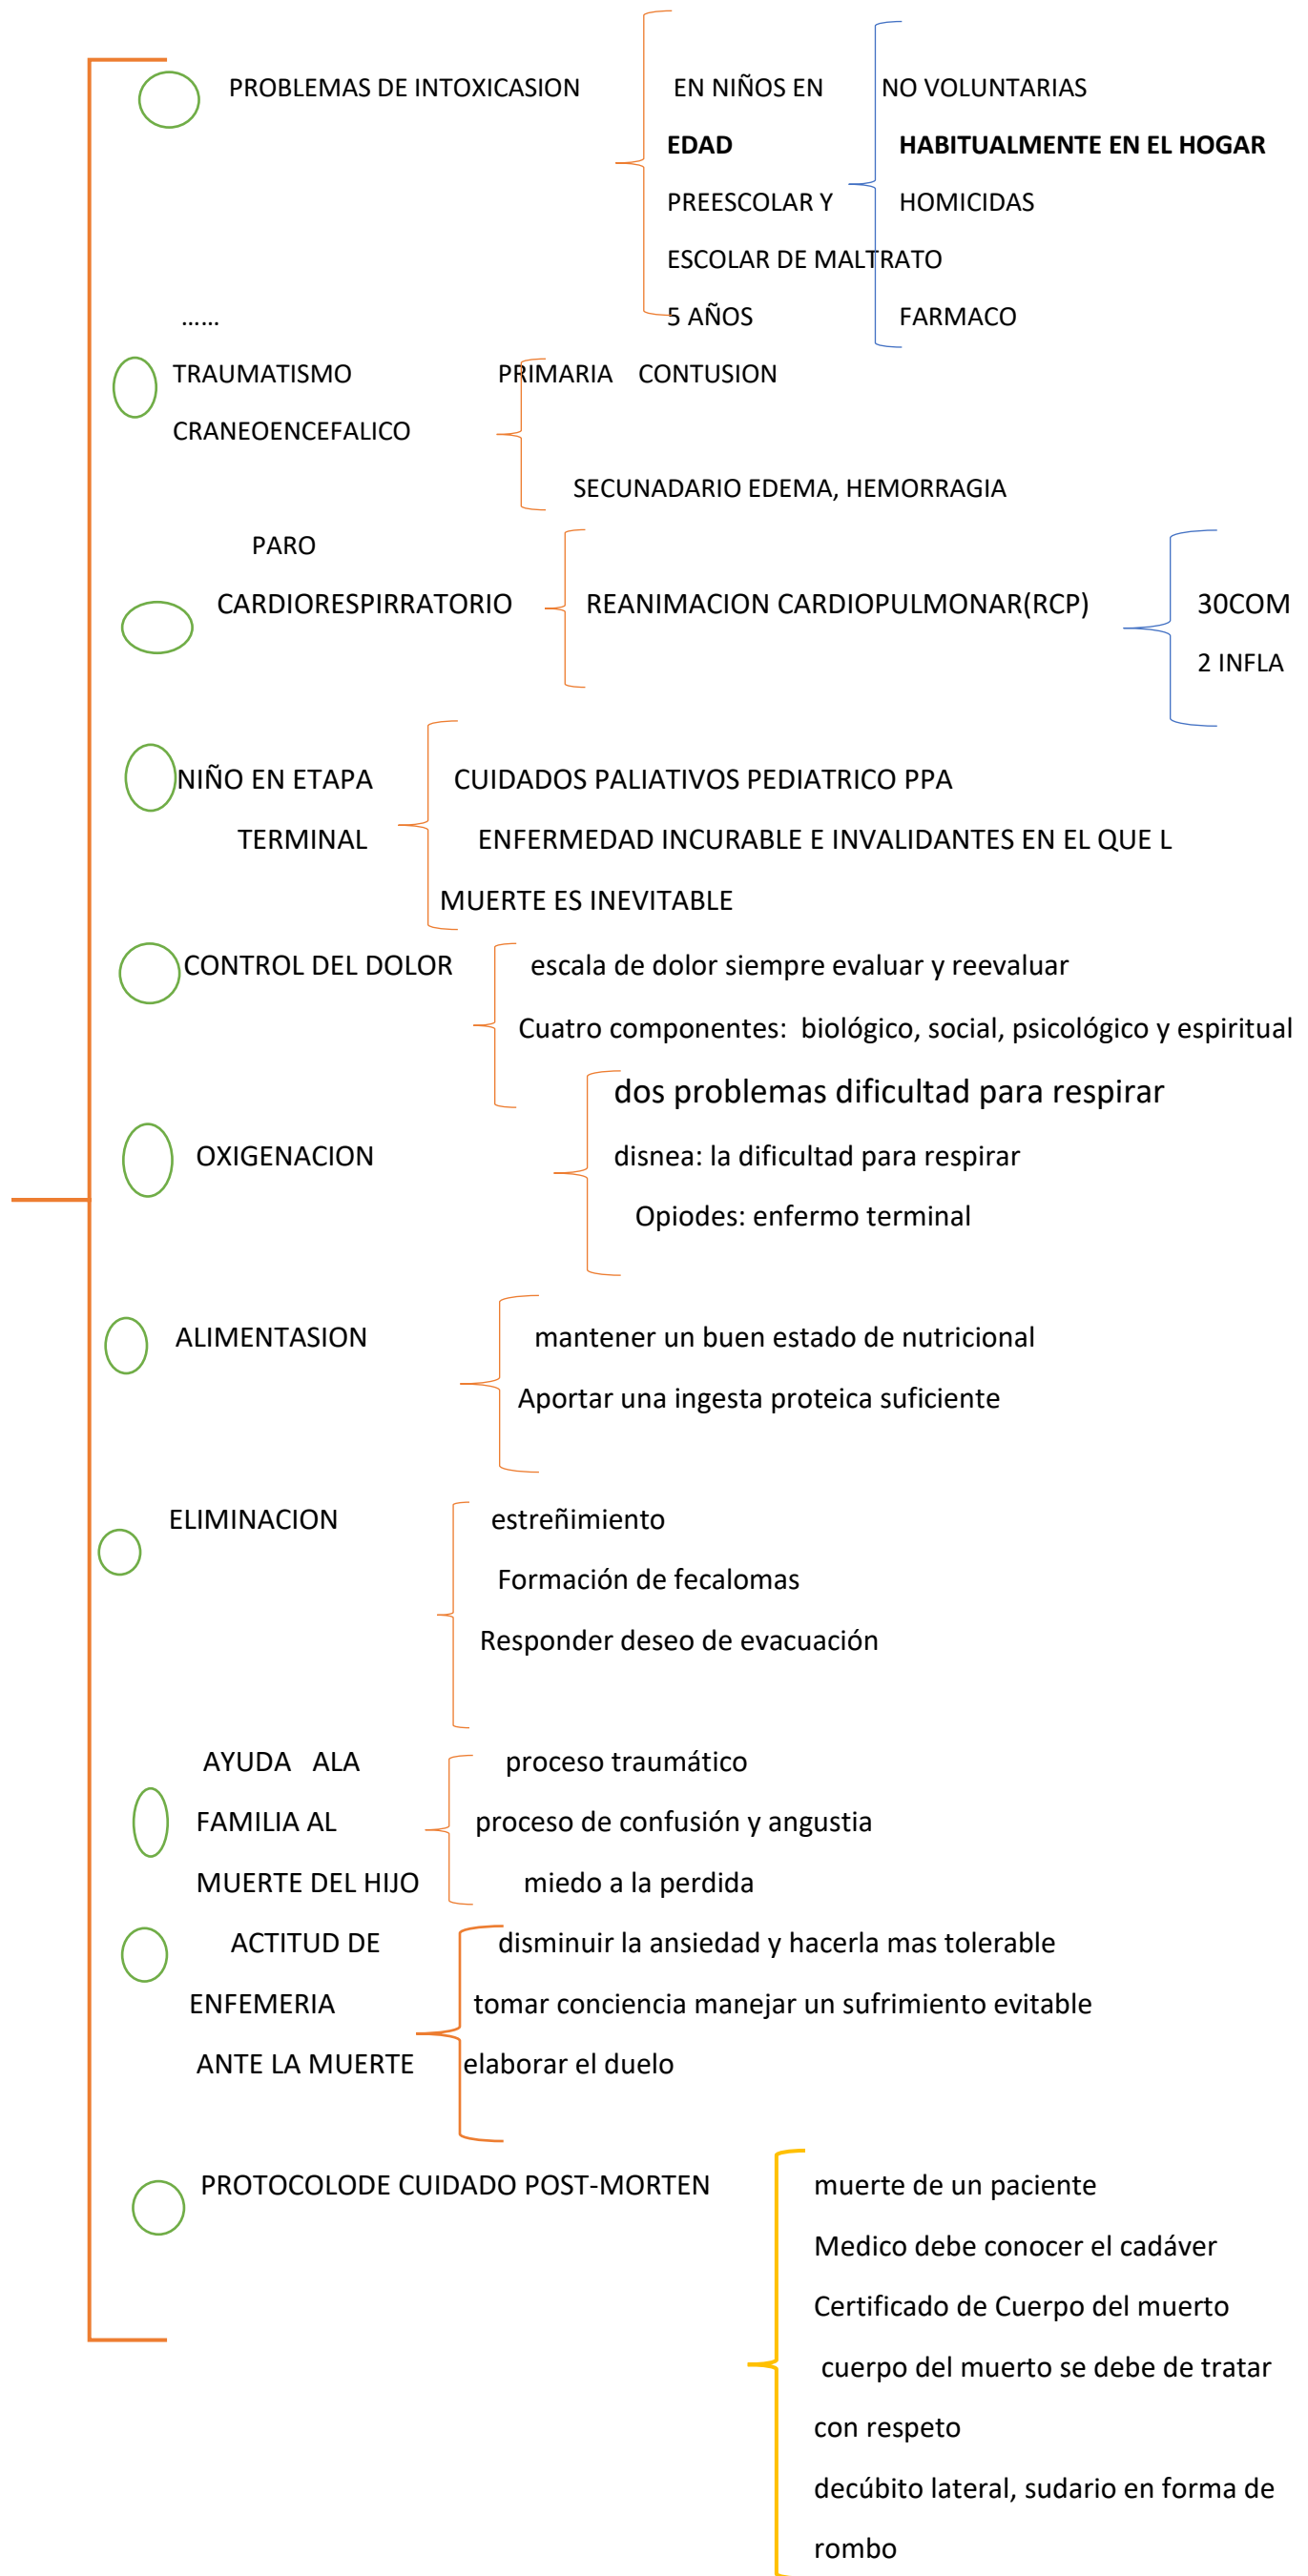 PROBLEMAS DE INTOXICASION EN NIÑOS EN NO VOLUNTARIAS
EDAD HABITUALMENTE EN EL HOGAR
PREESCOLAR Y HOMICIDAS
ESCOLAR DE MALTRATO
...... 5 AÑOS FARMACO
TRAUMATISMO PRIMARIA CONTUSION
CRANEOENCEFALICO
SECUNADARIO EDEMA, HEMORRAGIA
PARO
CARDIORESPIRRATORIO REANIMACION CARDIOPULMONAR(RCP) 30COM
2 INFLA
NIÑO EN ETAPA CUIDADOS PALIATIVOS PEDIATRICO PPA
TERMINAL ENFERMEDAD INCURABLE E INVALIDANTES EN EL QUE L
MUERTE ES INEVITABLE
CONTROL DEL DOLOR escala de dolor siempre evaluar y reevaluar
Cuatro componentes: biológico, social, psicológico y espiritual
dos problemas dificultad para respirar
OXIGENACION disnea: la dificultad para respirar
Opiodes: enfermo terminal
ALIMENTASION mantener un buen estado de nutricional
Aportar una ingesta proteica suficiente
ELIMINACION estreñimiento
Formación de fecalomas
Responder deseo de evacuación
AYUDA ALA proceso traumático
FAMILIA AL proceso de confusión y angustia
MUERTE DEL HIJO miedo a la perdida
ACTITUD DE disminuir la ansiedad y hacerla mas tolerable
ENFEMERIA tomar conciencia manejar un sufrimiento evitable
ANTE LA MUERTE elaborar el duelo
PROTOCOLODE CUIDADO POST-MORTEN muerte de un paciente
Medico debe conocer el cadáver
Certificado de Cuerpo del muerto
cuerpo del muerto se debe de tratar
con respeto
decúbito lateral, sudario en forma de
rombo